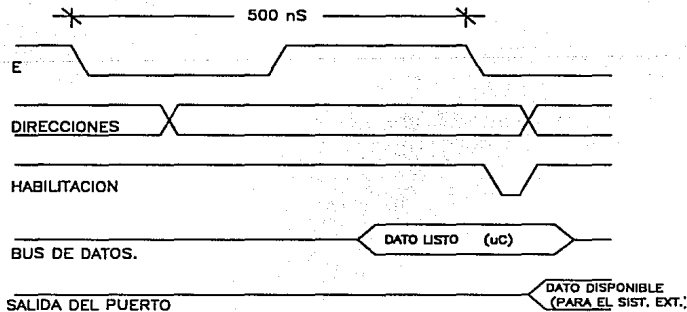 500 nS
E
DIRECCIONES
HABILITACION
DATO LISTO (uC)
BUS DE DATOS.
DATO DISPONIBLE
(PARA EL SIST. EXT.)
SALIDA DEL PUERTO